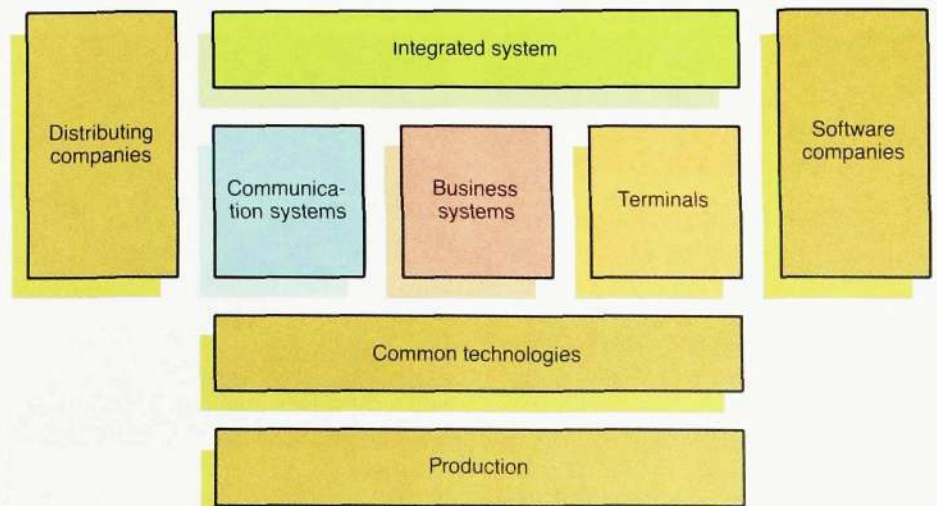 Integrated system
Distributing
companies
Communica-
tion systems
Business
systems
Terminals
Software
companies
Common technologies
Production